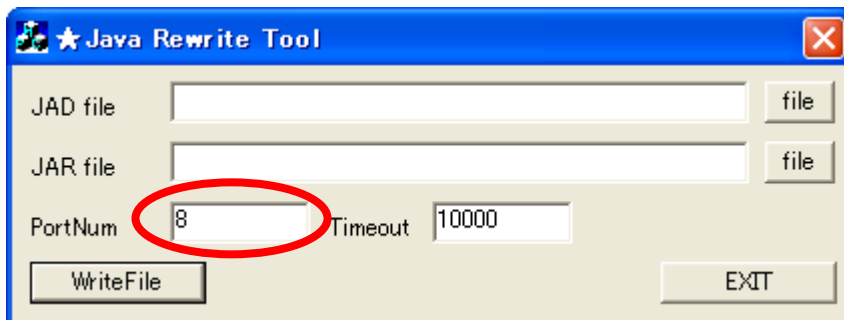 ★Java Rewrite Tool
JAD file file
JAR file file
PortNum 8 Timeout 10000
WriteFile EXIT